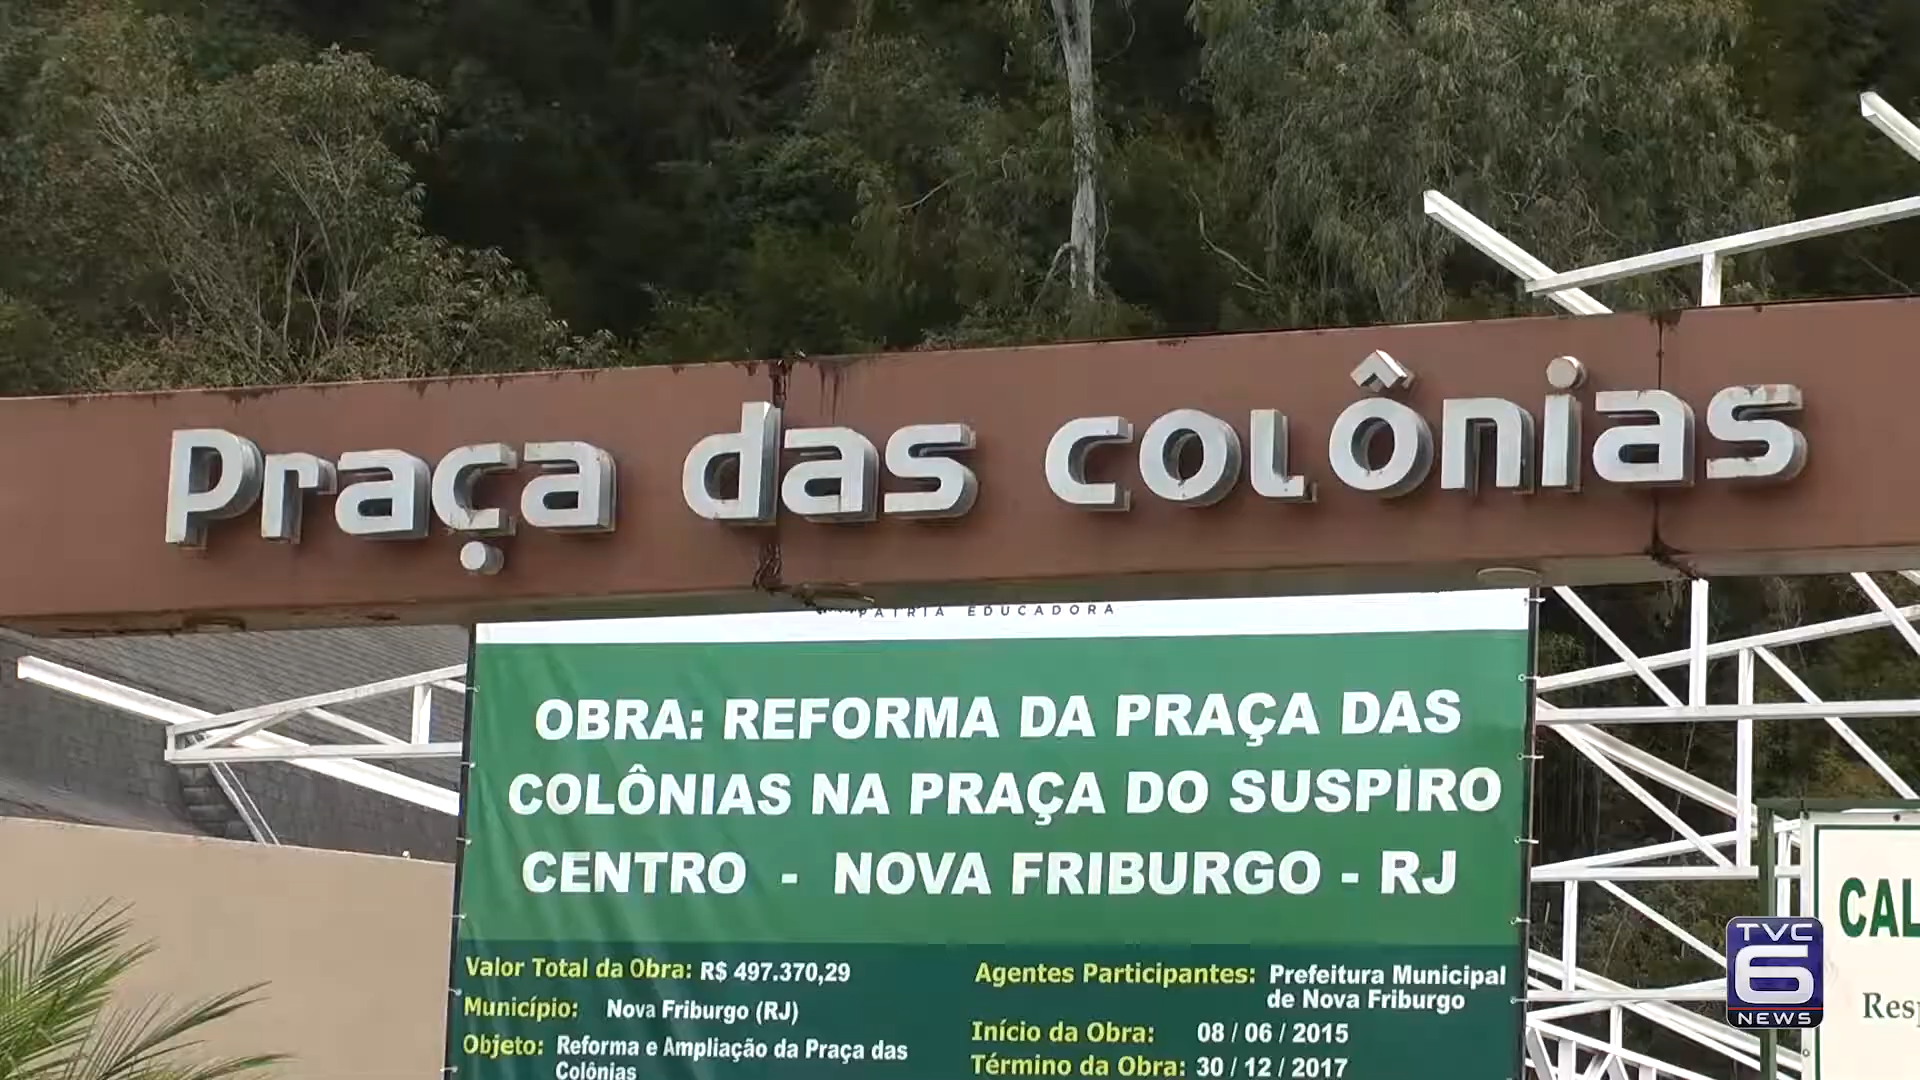 Praça das colônias
PÁTRIA EDUCADORA
OBRA: REFORMA DA PRAÇA DAS
COLÔNIAS NA PRAÇA DO SUSPIRO
CENTRO - NOVA FRIBURGO - RJ
Valor Total da Obra: R$ 497.370,29
Município: Nova Friburgo (RJ)
Objeto: Reforma e Ampliação da Praça das
Colônias
Agentes Participantes: Prefeitura Municipal
de Nova Friburgo
Início da Obra: 08 / 06 / 2015
Término da Obra: 30 / 12 / 2017
CAL
Resp
TVC
6
NEWS